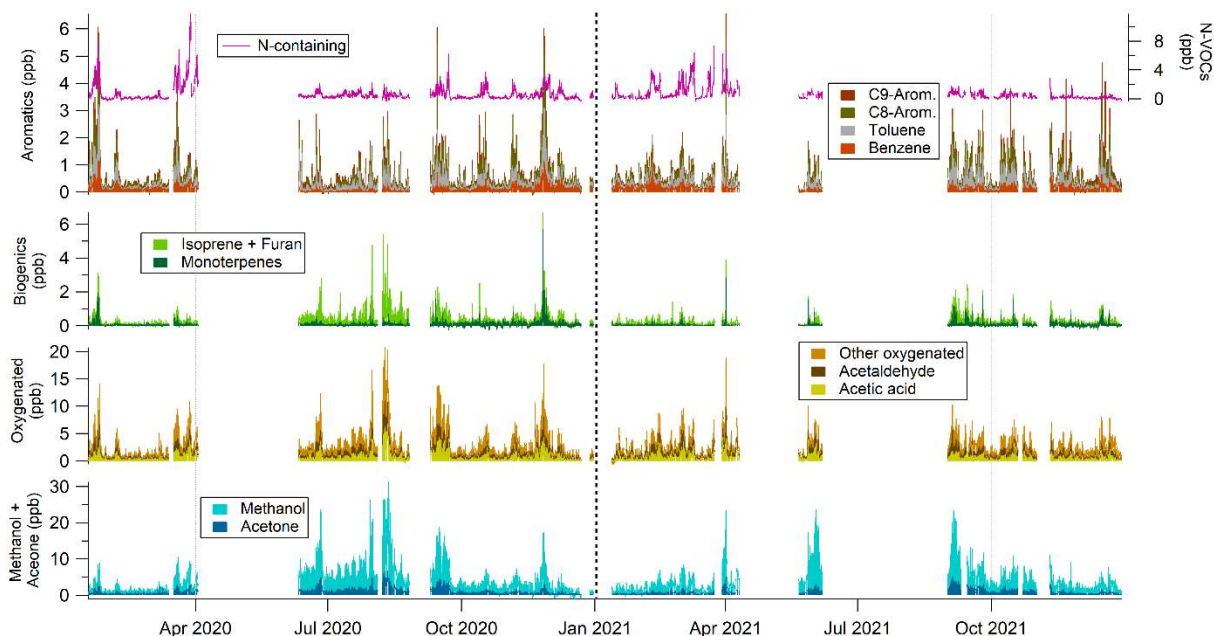 N-containing
Aromatics (ppb)
6
5
4
3
2
1
0
N-VOCs
(ppb)
8
4
0
C9-Arom.
C8-Arom.
Toluene
Benzene
Biogenics
(ppb)
6
4
2
0
Isoprene + Furan
Monoterpenes
Oxygenated
(ppb)
20
15
10
5
0
Other oxygenated
Acetaldehyde
Acetic acid
Methanol +
Aceone (ppb)
30
20
10
0
Methanol
Acetone
Apr 2020
Jul 2020
Oct 2020
Jan 2021
Apr 2021
Jul 2021
Oct 2021